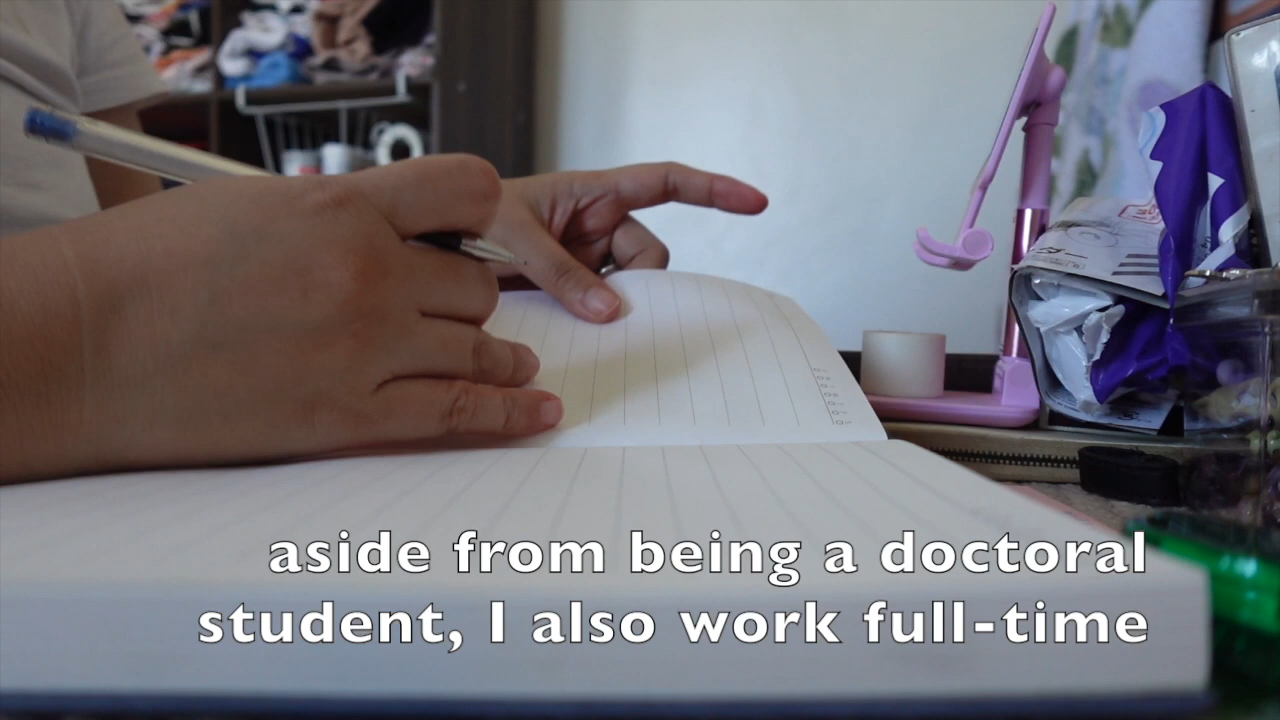 aside from being a doctoral
student, I also work full-time